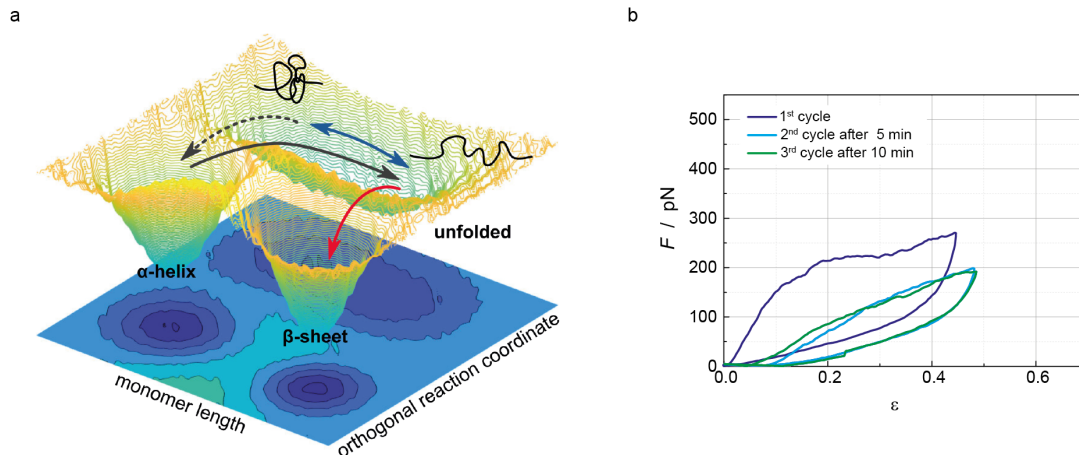 a
α-helix
unfolded
β-sheet
monomer length
orthogonal reaction coordinate
b
500
400
300
200
100
0
0.0
0.2
0.4
0.6
F / pN
ε
1st cycle
2nd cycle after 5 min
3rd cycle after 10 min